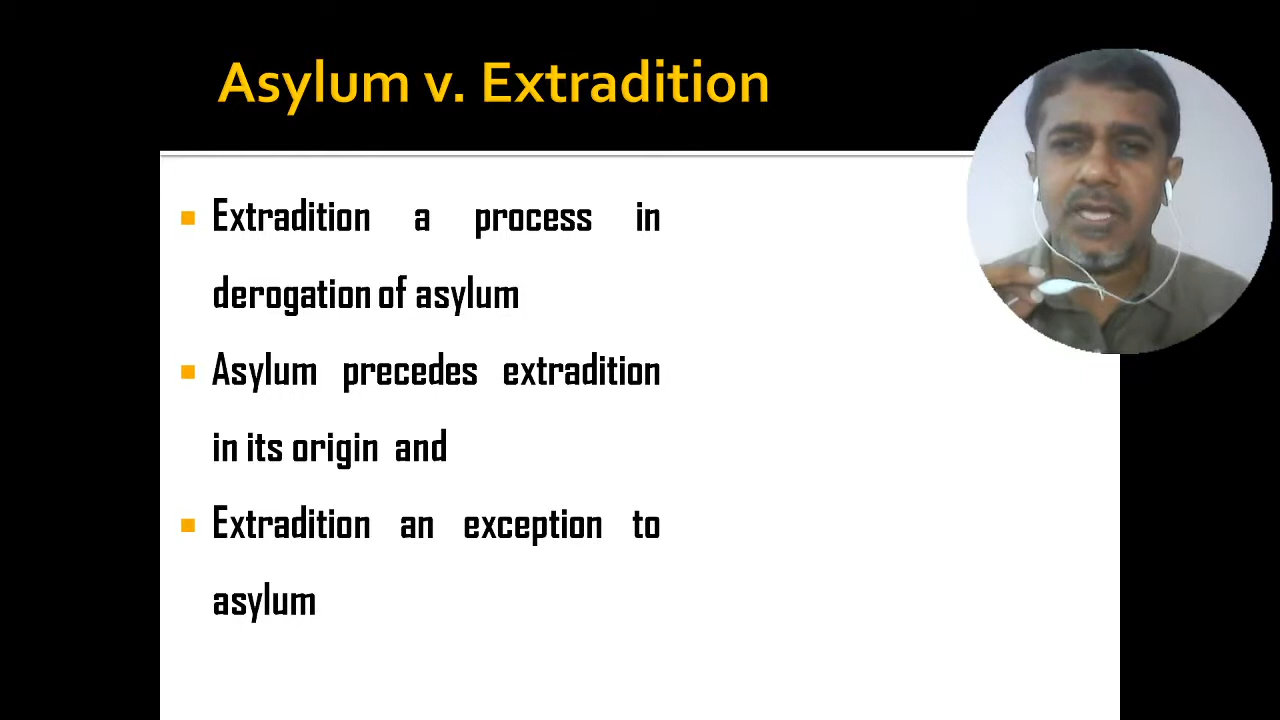 Asylum v. Extradition
Extradition a process in
derogation of asylum
Asylum precedes extradition
in its origin and
Extradition an exception to
asylum